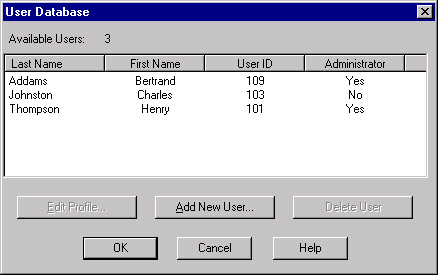 User Database
Available Users: 3
Last Name First Name User ID Administrator
Addams Bertrand 109 Yes
Johnston Charles 103 No
Thompson Henry 101 Yes
Edit Profile... Add New User... Delete User
OK Cancel Help